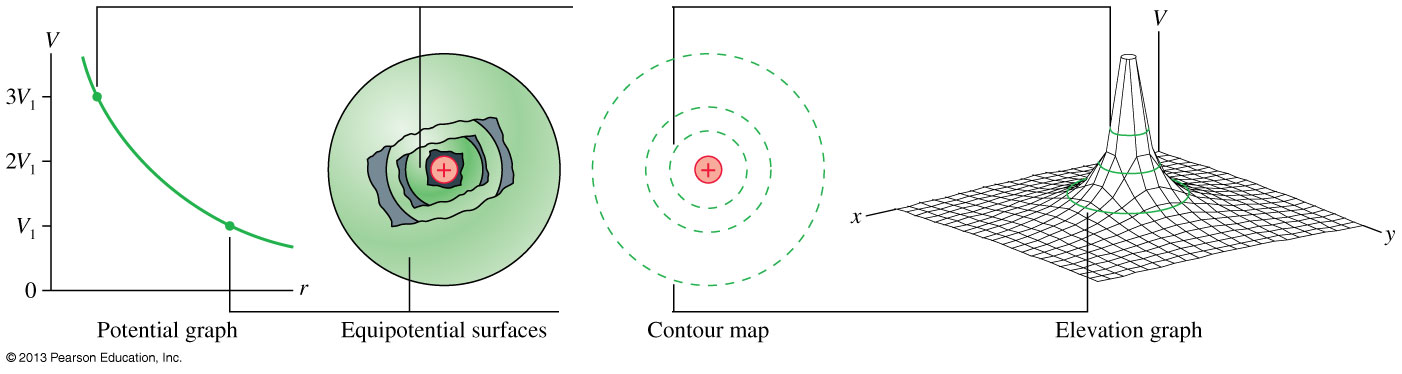 V
3V₁
2V₁
V₁
0
r
+
+
V
x
y
Potential graph
Equipotential surfaces
Contour map
Elevation graph
© 2013 Pearson Education, Inc.